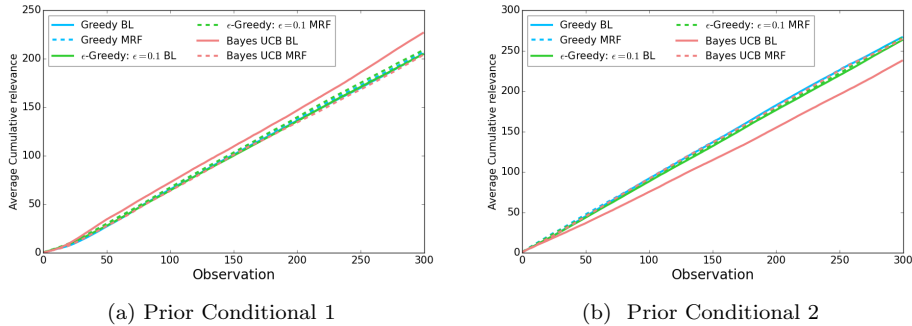 Average Cumulative relevance
250
200
150
100
50
0
Greedy BL
Greedy MRF
ϵ-Greedy: ϵ=0.1 BL
ϵ-Greedy: ϵ=0.1 MRF
Bayes UCB BL
Bayes UCB MRF
0 50 100 150 200 250 300
Observation
(a) Prior Conditional 1
Average Cumulative relevance
300
250
200
150
100
50
0
Greedy BL
Greedy MRF
ϵ-Greedy: ϵ=0.1 BL
ϵ-Greedy: ϵ=0.1 MRF
Bayes UCB BL
Bayes UCB MRF
0 50 100 150 200 250 300
Observation
(b) Prior Conditional 2